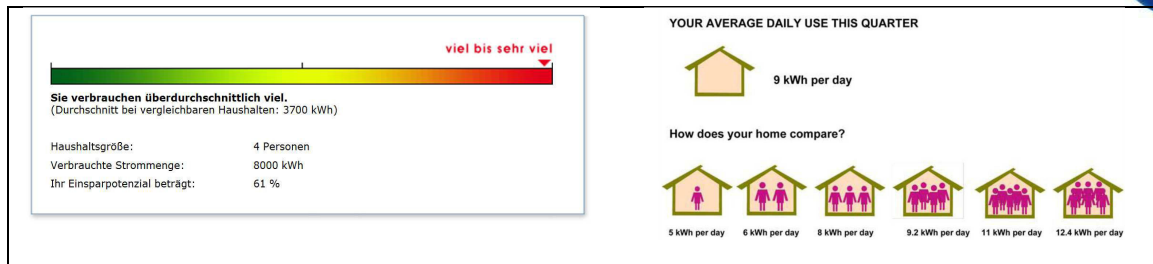 viel bis sehr viel
Sie verbrauchen überdurchschnittlich viel.
(Durchschnitt bei vergleichbaren Haushalten: 3700 kWh)
Haushaltsgröße: 4 Personen
Verbrauchte Strommenge: 8000 kWh
Ihr Einsparpotenzial beträgt: 61 %
YOUR AVERAGE DAILY USE THIS QUARTER
9 kWh per day
How does your home compare?
5 kWh per day 6 kWh per day 8 kWh per day 9.2 kWh per day 11 kWh per day 12.4 kWh per day